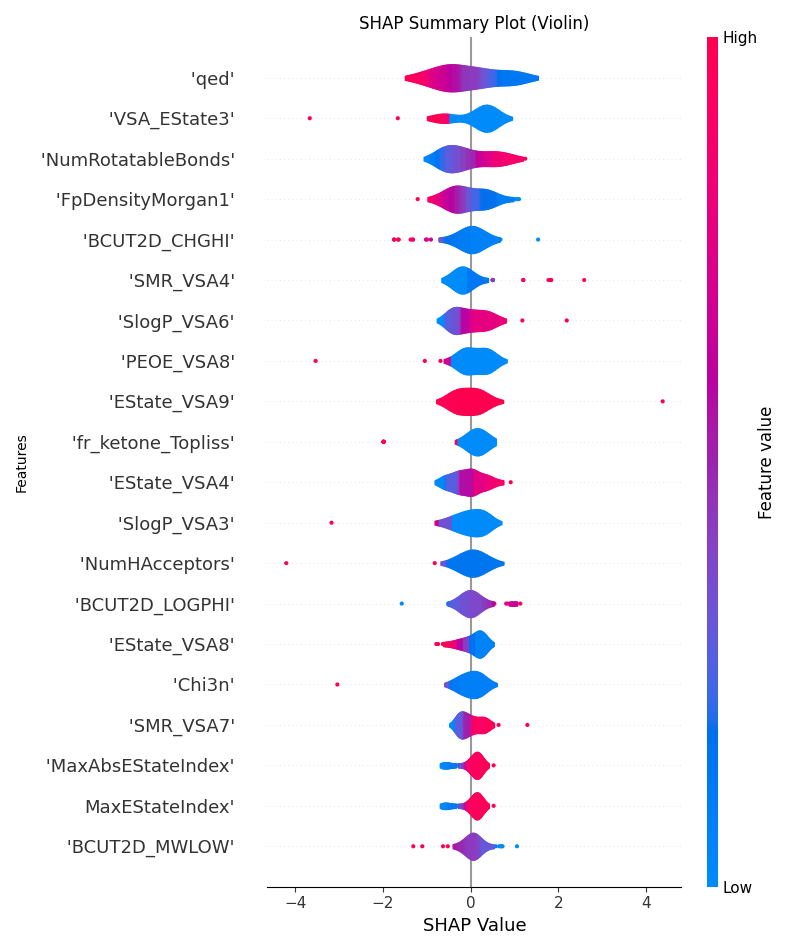 SHAP Summary Plot (Violin)
High
'qed'
'VSA_EState3'
'NumRotatableBonds'
'FpDensityMorgan1'
'BCUT2D_CHGHI'
'SMR_VSA4'
'SlogP_VSA6'
'PEOE_VSA8'
'EState_VSA9'
'fr_ketone_Topliss'
'EState_VSA4'
'SlogP_VSA3'
'NumHAcceptors'
'BCUT2D_LOGPHI'
'EState_VSA8'
'Chi3n'
'SMR_VSA7'
'MaxAbsEStateIndex'
MaxEStateIndex'
'BCUT2D_MWLOW'
Features
Feature value
Low
−4 −2 0 2 4
SHAP Value